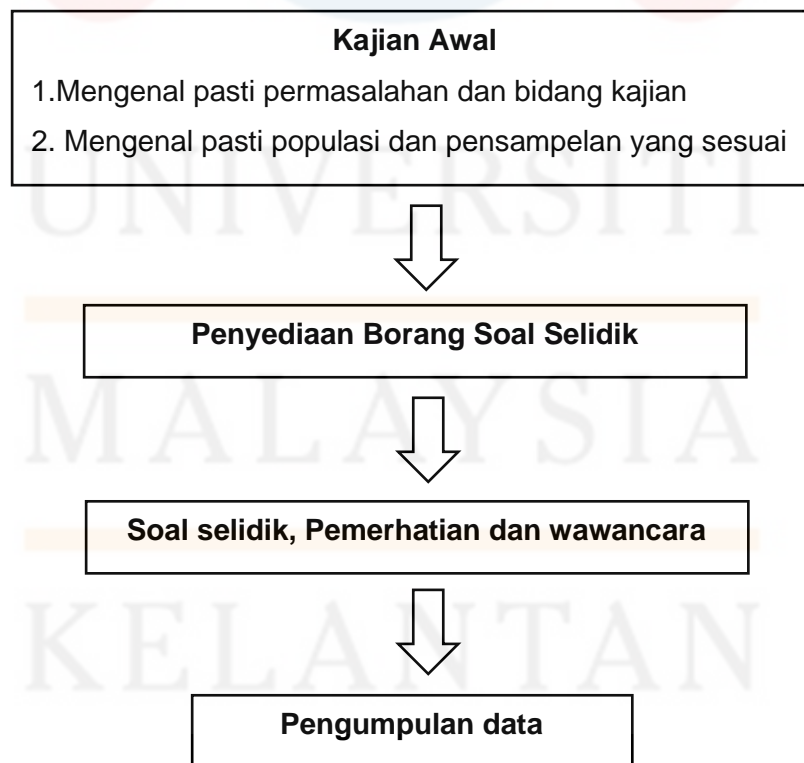 Kajian Awal
1.Mengenal pasti permasalahan dan bidang kajian
2. Mengenal pasti populasi dan pensampelan yang sesuai
UNIVERSITI
Penyediaan Borang Soal Selidik
MALAYSIA
Soal selidik, Pemerhatian dan wawancara
KELANTAN
Pengumpulan data